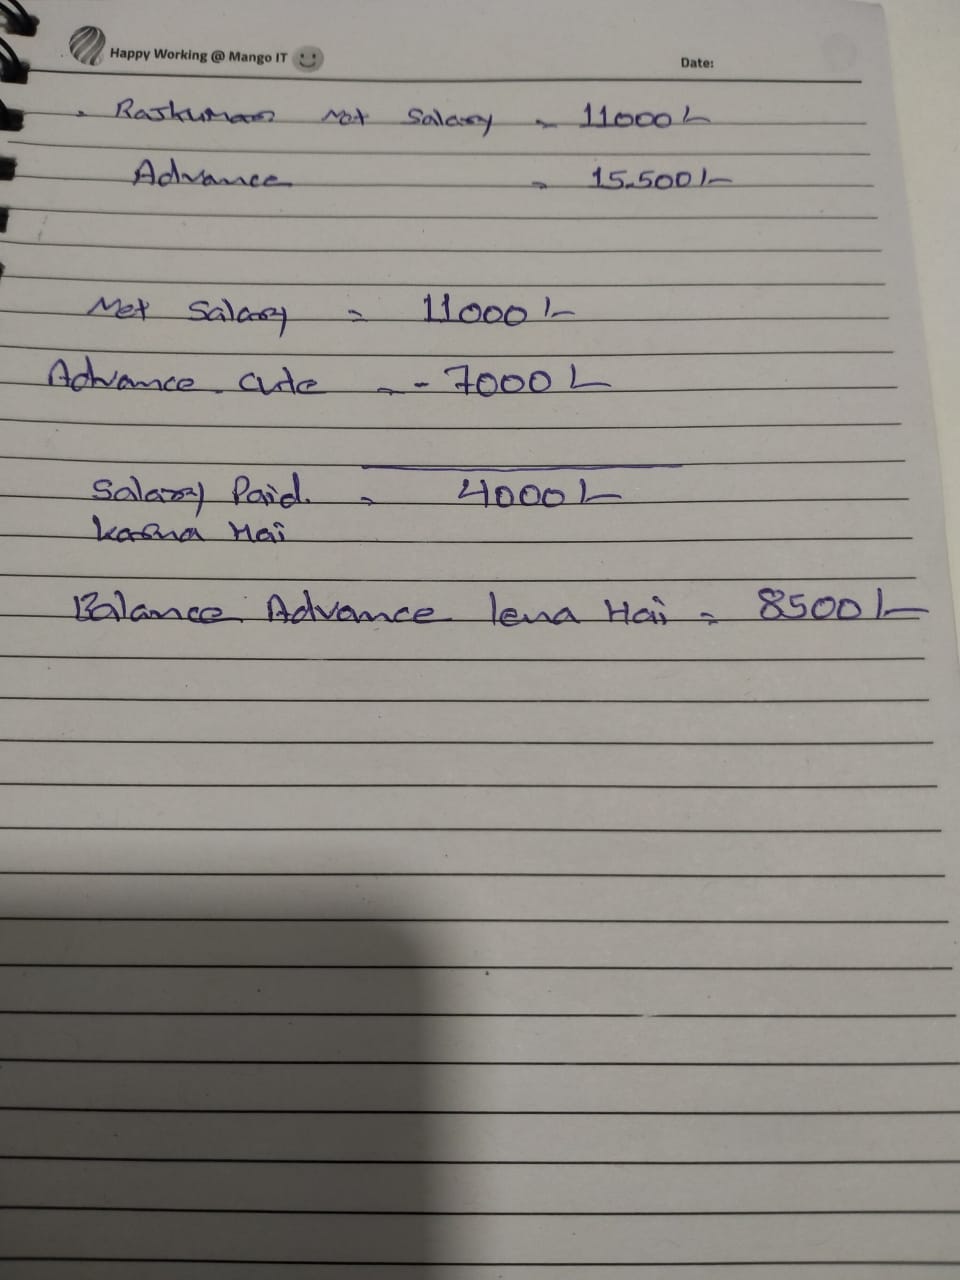 Happy Working @ Mango IT
Date:
Rajkumar Net Salary = 11000/-
Advance = 15,500/-
Net Salary = 11000/-
Advance cute = - 7000/-
Salary Paid. = 4000/-
karna Hai
Balance Advance lena Hai = 8500/-